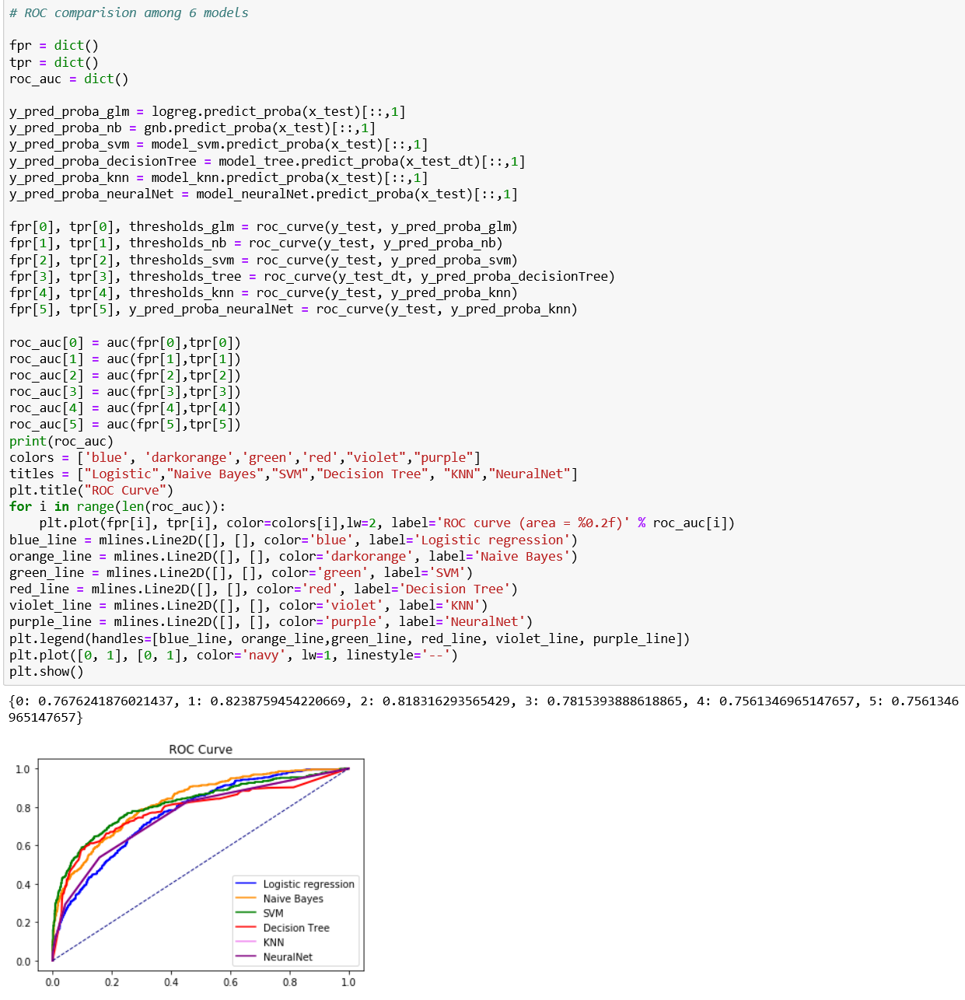 # ROC comparision among 6 models
fpr = dict()
tpr = dict()
roc_auc = dict()
y_pred_proba_glm = logreg.predict_proba(x_test)[::,1]
y_pred_proba_nb = gnb.predict_proba(x_test)[::,1]
y_pred_proba_svm = model_svm.predict_proba(x_test)[::,1]
y_pred_proba_decisionTree = model_tree.predict_proba(x_test_dt)[::,1]
y_pred_proba_knn = model_knn.predict_proba(x_test)[::,1]
y_pred_proba_neuralNet = model_neuralNet.predict_proba(x_test)[::,1]
fpr[0], tpr[0], thresholds_glm = roc_curve(y_test, y_pred_proba_glm)
fpr[1], tpr[1], thresholds_nb = roc_curve(y_test, y_pred_proba_nb)
fpr[2], tpr[2], thresholds_svm = roc_curve(y_test, y_pred_proba_svm)
fpr[3], tpr[3], thresholds_tree = roc_curve(y_test_dt, y_pred_proba_decisionTree)
fpr[4], tpr[4], thresholds_knn = roc_curve(y_test, y_pred_proba_knn)
fpr[5], tpr[5], y_pred_proba_neuralNet = roc_curve(y_test, y_pred_proba_knn)
roc_auc[0] = auc(fpr[0],tpr[0])
roc_auc[1] = auc(fpr[1],tpr[1])
roc_auc[2] = auc(fpr[2],tpr[2])
roc_auc[3] = auc(fpr[3],tpr[3])
roc_auc[4] = auc(fpr[4],tpr[4])
roc_auc[5] = auc(fpr[5],tpr[5])
print(roc_auc)
colors = ['blue', 'darkorange','green','red',"violet","purple"]
titles = ["Logistic","Naive Bayes","SVM","Decision Tree", "KNN","NeuralNet"]
plt.title("ROC Curve")
for i in range(len(roc_auc)):
    plt.plot(fpr[i], tpr[i], color=colors[i],lw=2, label='ROC curve (area = %0.2f)' % roc_auc[i])
blue_line = mlines.Line2D([], [], color='blue', label='Logistic regression')
orange_line = mlines.Line2D([], [], color='darkorange', label='Naive Bayes')
green_line = mlines.Line2D([], [], color='green', label='SVM')
red_line = mlines.Line2D([], [], color='red', label='Decision Tree')
violet_line = mlines.Line2D([], [], color='violet', label='KNN')
purple_line = mlines.Line2D([], [], color='purple', label='NeuralNet')
plt.legend(handles=[blue_line, orange_line,green_line, red_line, violet_line, purple_line])
plt.plot([0, 1], [0, 1], color='navy', lw=1, linestyle='--')
plt.show()
{0: 0.7676241876021437, 1: 0.8238759454220669, 2: 0.818316293565429, 3: 0.7815393888618865, 4: 0.7561346965147657, 5: 0.7561346
965147657}
ROC Curve
1.0
0.8
0.6
0.4
0.2
0.0
Logistic regression
Naive Bayes
SVM
Decision Tree
KNN
NeuralNet
0.0 0.2 0.4 0.6 0.8 1.0